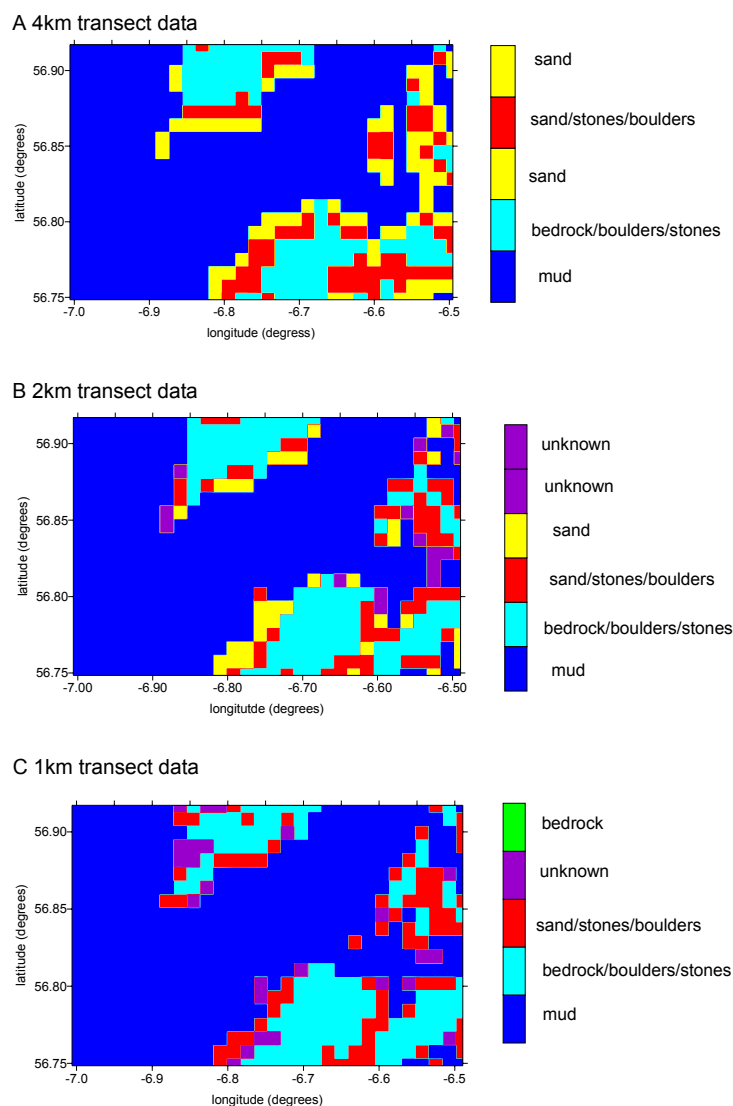 A 4km transect data
sand
sand/stones/boulders
sand
bedrock/boulders/stones
mud
latitude (degrees)
56.90
56.85
56.80
56.75
-7.0 -6.9 -6.8 -6.7 -6.6 -6.5
longitude (degrees)
B 2km transect data
unknown
unknown
sand
sand/stones/boulders
bedrock/boulders/stones
mud
latitude (degrees)
56.90
56.85
56.80
56.75
-7.00 -6.90 -6.80 -6.70 -6.60 -6.50
longitutde (degrees)
C 1km transect data
bedrock
unknown
sand/stones/boulders
bedrock/boulders/stones
mud
latitude (degrees)
56.90
56.85
56.80
56.75
-7.0 -6.9 -6.8 -6.7 -6.6 -6.5
longitude (degrees)